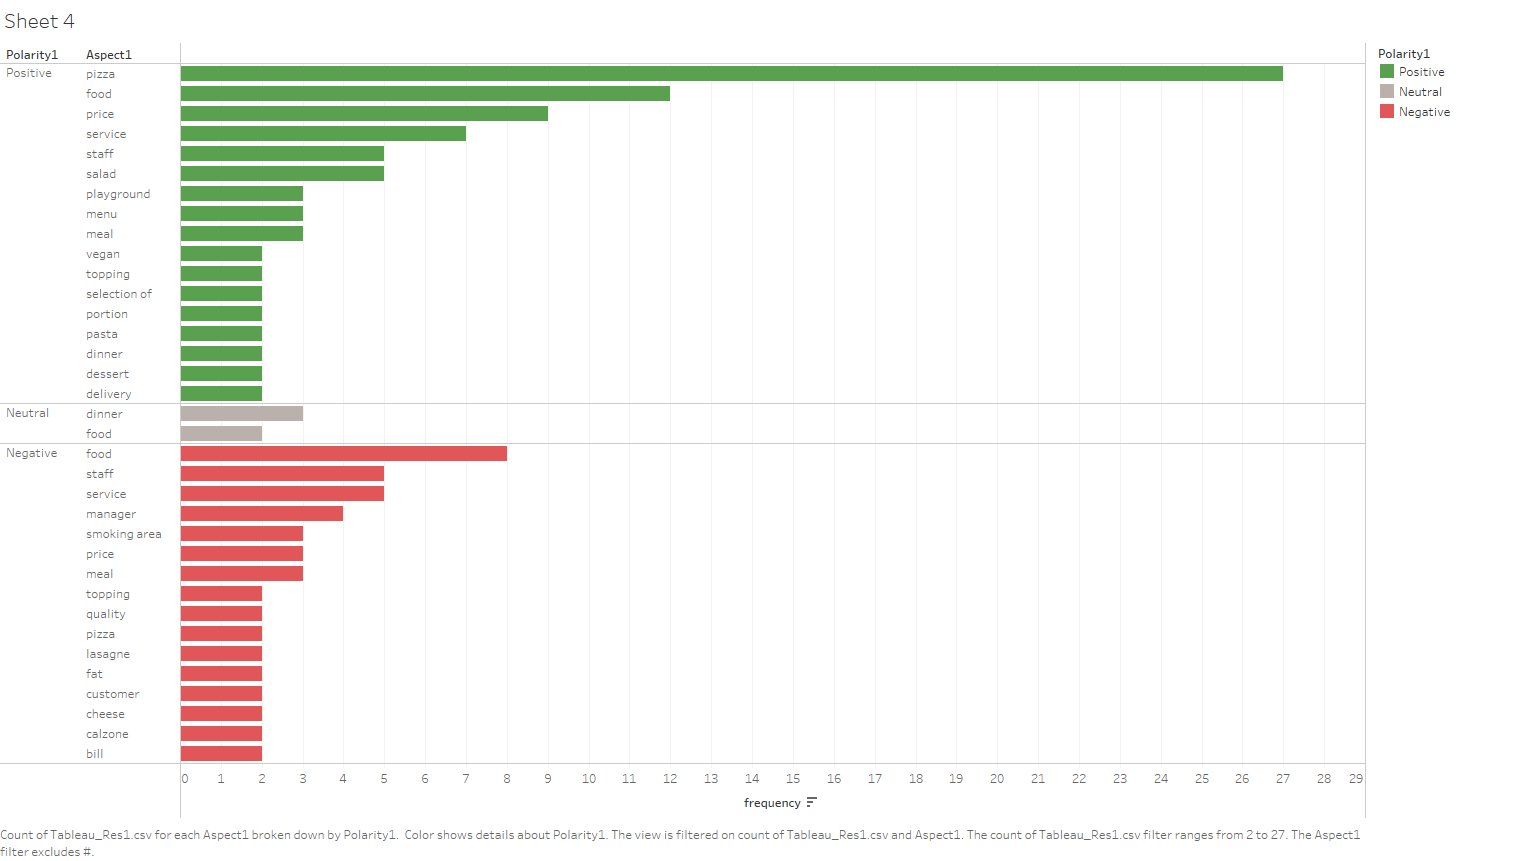 Sheet 4
Polarity1 Aspect1
Positive pizza
food
price
service
staff
salad
playground
menu
meal
vegan
topping
selection of
portion
pasta
dinner
dessert
delivery
Neutral dinner
food
Negative food
staff
service
manager
smoking area
price
meal
topping
quality
pizza
lasagne
fat
customer
cheese
calzone
bill
0 1 2 3 4 5 6 7 8 9 10 11 12 13 14 15 16 17 18 19 20 21 22 23 24 25 26 27 28 29
frequency
Polarity1
Positive
Neutral
Negative
Count of Tableau_Res1.csv for each Aspect1 broken down by Polarity1.  Color shows details about Polarity1. The view is filtered on count of Tableau_Res1.csv and Aspect1. The count of Tableau_Res1.csv filter ranges from 2 to 27. The Aspect1
filter excludes #.